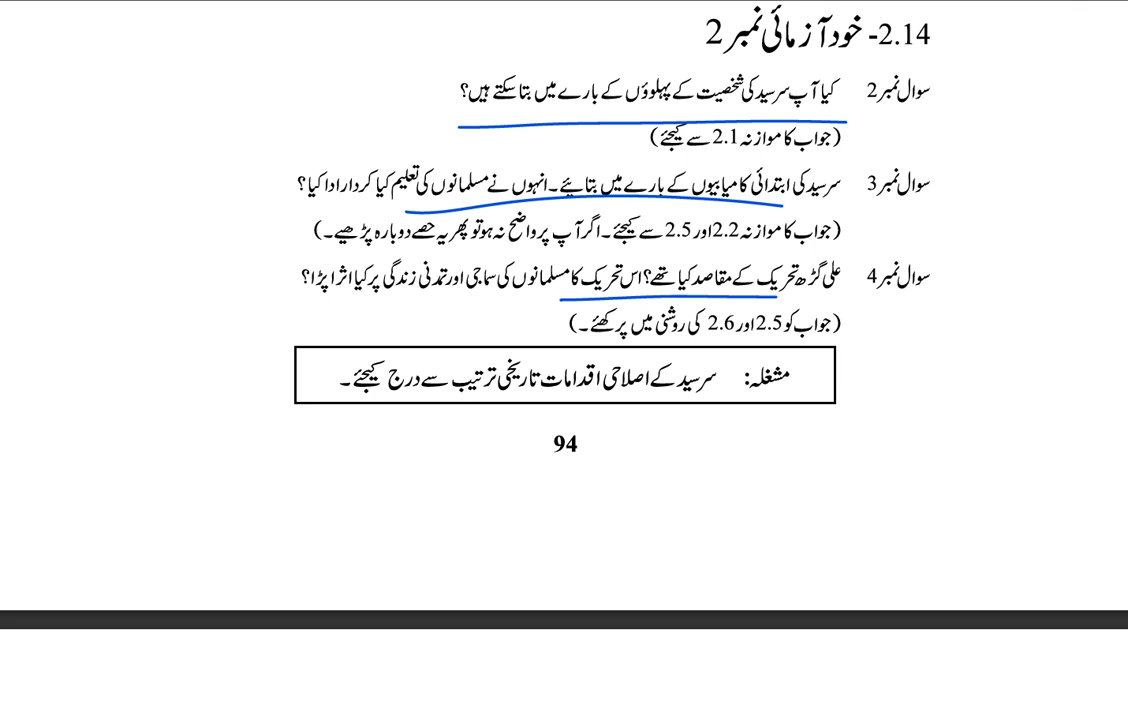 2.14- خود آزمائی نمبر 2
سوال نمبر 2 کیا آپ سرسید کی شخصیت کے پہلوؤں کے بارے میں بتا سکتے ہیں؟
(جواب کا موازنہ 2.1 سے کیجئے)
سوال نمبر 3 سرسید کی ابتدائی کامیابیوں کے بارے میں بتائیے۔ انہوں نے مسلمانوں کی تعلیم کیا کردار ادا کیا؟
(جواب کا موازنہ 2.2 اور 2.5 سے کیجئے۔ اگر آپ پر واضح نہ ہو تو پھر یہ حصے دوبارہ پڑھیے۔)
سوال نمبر 4 علی گڑھ تحریک کے مقاصد کیا تھے؟ اس تحریک کا مسلمانوں کی سماجی اور تمدنی زندگی پر کیا اثر اپڑا؟
(جواب کو 2.5 اور 2.6 کی روشنی میں پرکھئے۔)
مشغلہ: سرسید کے اصلاحی اقدامات تاریخی ترتیب سے درج کیجئے۔
94